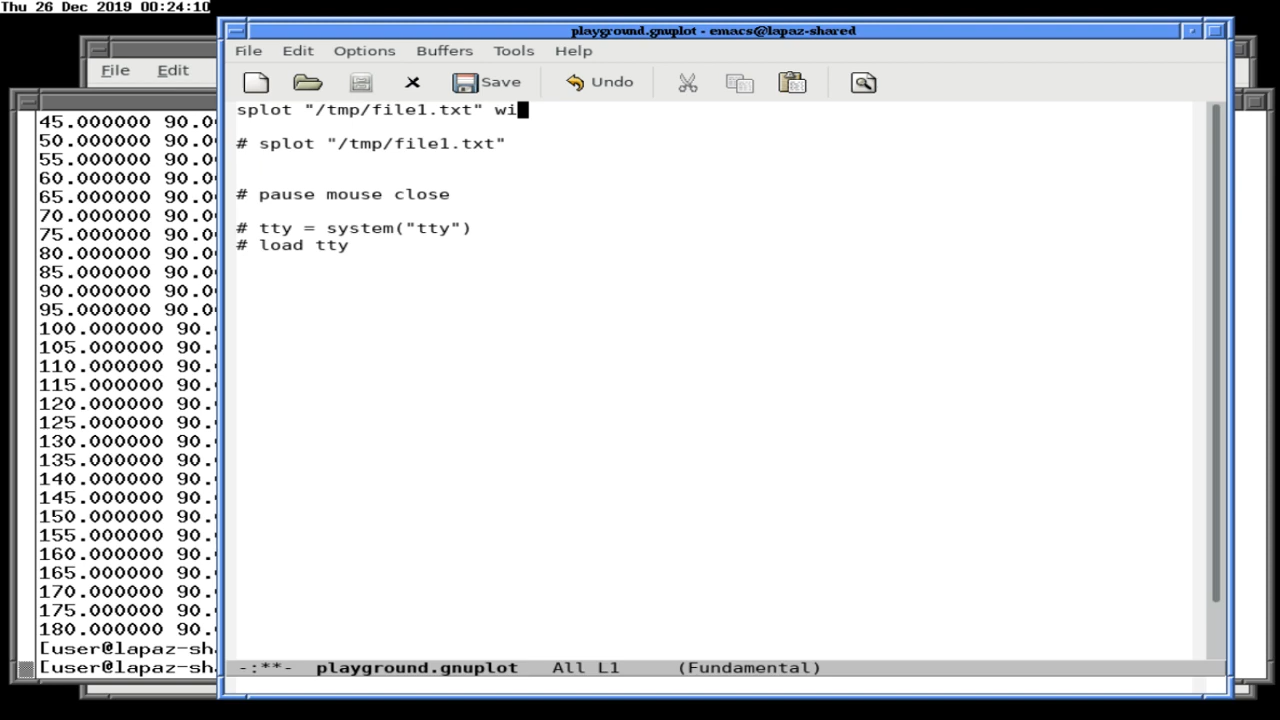 Thu 26 Dec 2019 00:24:10
playground.gnuplot - emacs@lapaz-shared
File Edit Options Buffers Tools Help
Save Undo
splot "/tmp/file1.txt" wi
# splot "/tmp/file1.txt"
# pause mouse close
# tty = system("tty")
# load tty
-:**- playground.gnuplot All L1 (Fundamental)
File Edit
45.000000 90.0
50.000000 90.0
55.000000 90.0
60.000000 90.0
65.000000 90.0
70.000000 90.0
75.000000 90.0
80.000000 90.0
85.000000 90.0
90.000000 90.0
95.000000 90.0
100.000000 90.
105.000000 90.
110.000000 90.
115.000000 90.
120.000000 90.
125.000000 90.
130.000000 90.
135.000000 90.
140.000000 90.
145.000000 90.
150.000000 90.
155.000000 90.
160.000000 90.
165.000000 90.
170.000000 90.
175.000000 90.
180.000000 90.
[user@lapaz-sh
[user@lapaz-sh